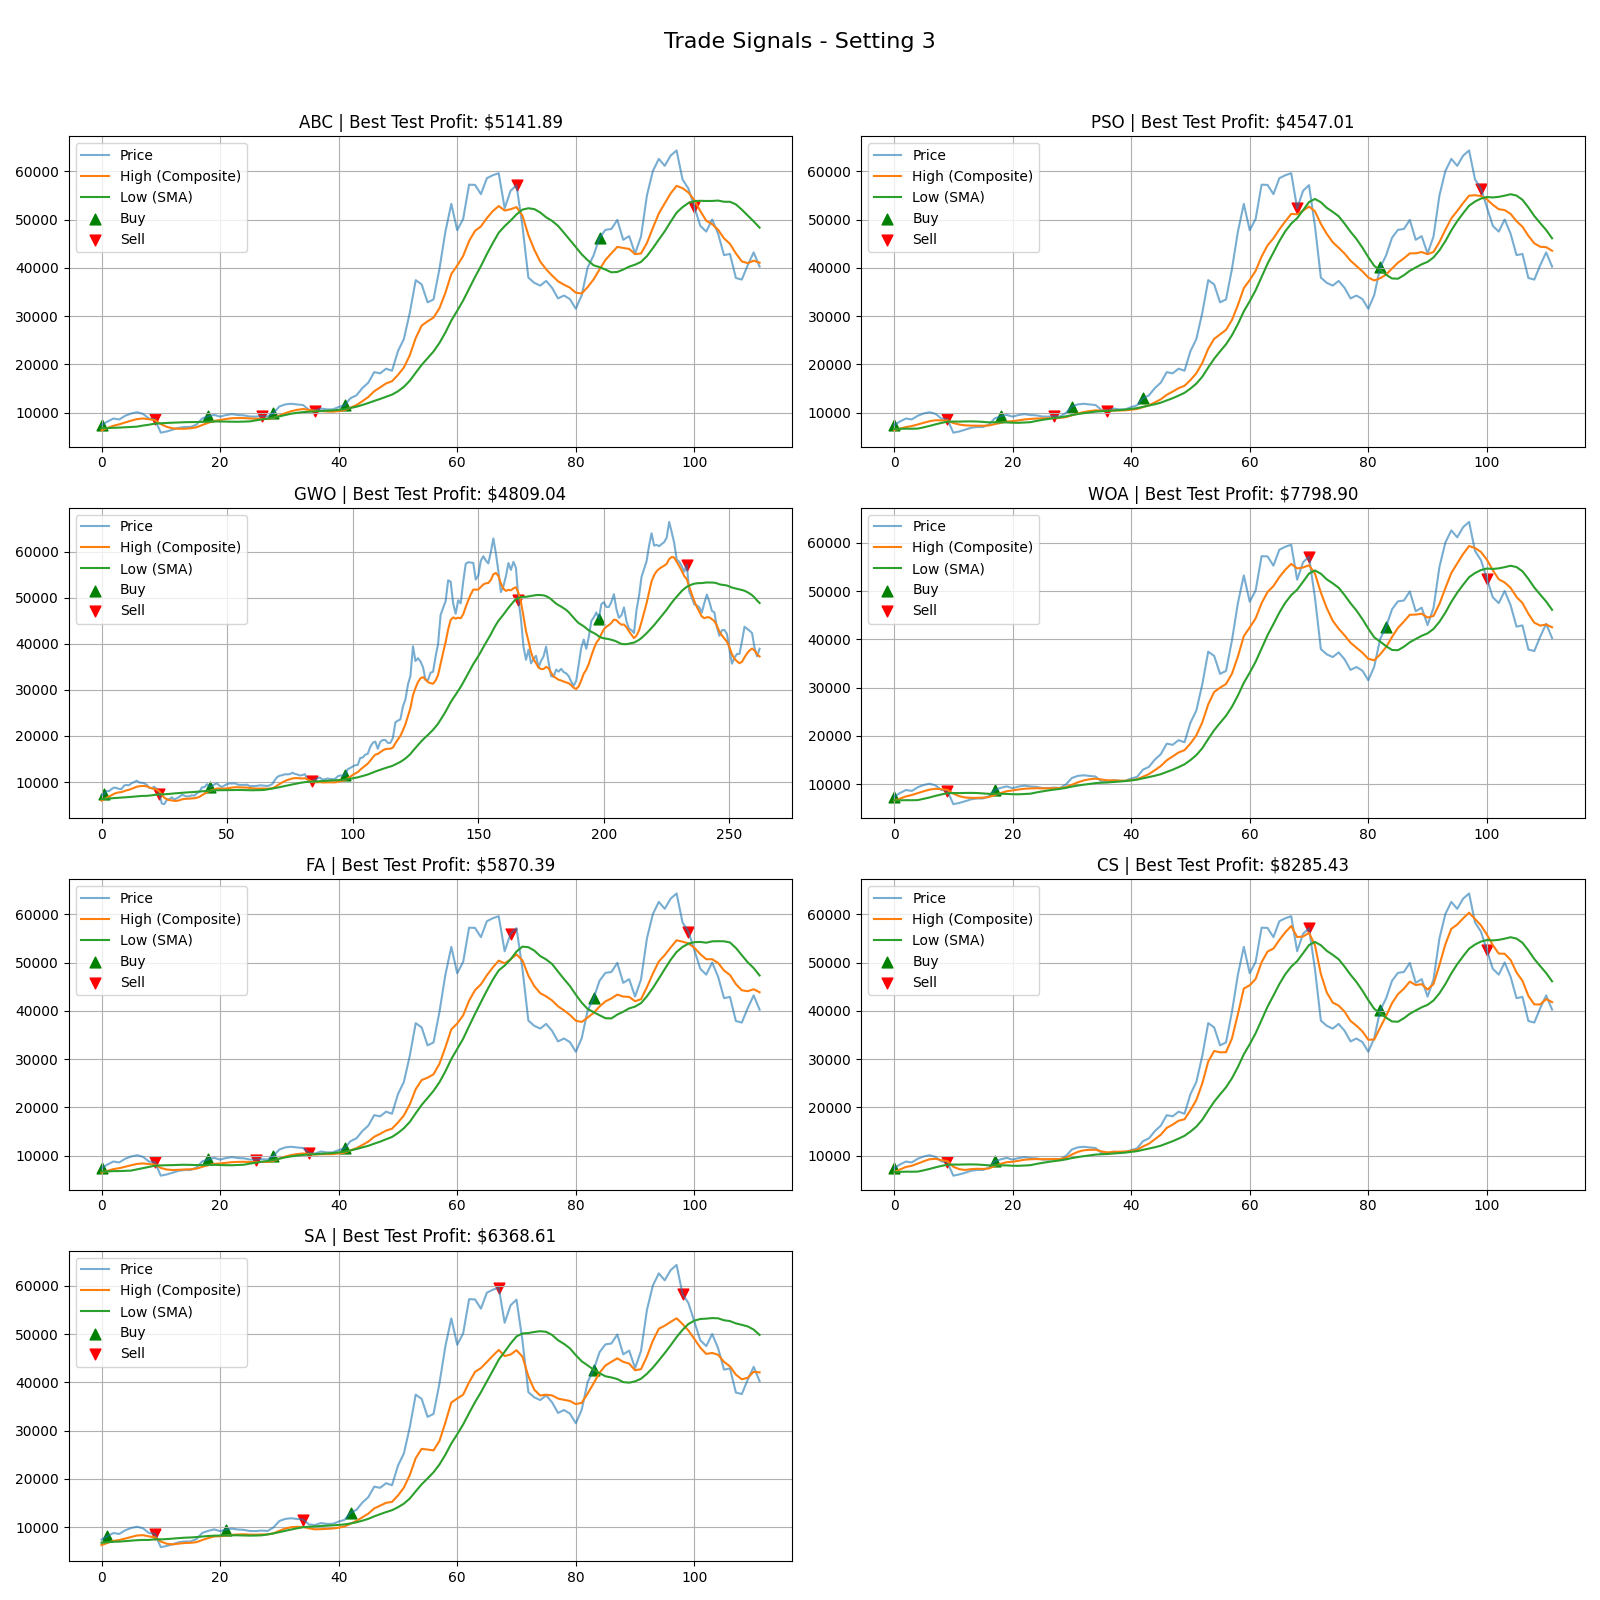 Trade Signals - Setting 3
ABC | Best Test Profit: $5141.89
Price
High (Composite)
Low (SMA)
Buy
Sell
60000
50000
40000
30000
20000
10000
0 20 40 60 80 100
PSO | Best Test Profit: $4547.01
Price
High (Composite)
Low (SMA)
Buy
Sell
60000
50000
40000
30000
20000
10000
0 20 40 60 80 100
GWO | Best Test Profit: $4809.04
Price
High (Composite)
Low (SMA)
Buy
Sell
60000
50000
40000
30000
20000
10000
0 50 100 150 200 250
WOA | Best Test Profit: $7798.90
Price
High (Composite)
Low (SMA)
Buy
Sell
60000
50000
40000
30000
20000
10000
0 20 40 60 80 100
FA | Best Test Profit: $5870.39
Price
High (Composite)
Low (SMA)
Buy
Sell
60000
50000
40000
30000
20000
10000
0 20 40 60 80 100
CS | Best Test Profit: $8285.43
Price
High (Composite)
Low (SMA)
Buy
Sell
60000
50000
40000
30000
20000
10000
0 20 40 60 80 100
SA | Best Test Profit: $6368.61
Price
High (Composite)
Low (SMA)
Buy
Sell
60000
50000
40000
30000
20000
10000
0 20 40 60 80 100